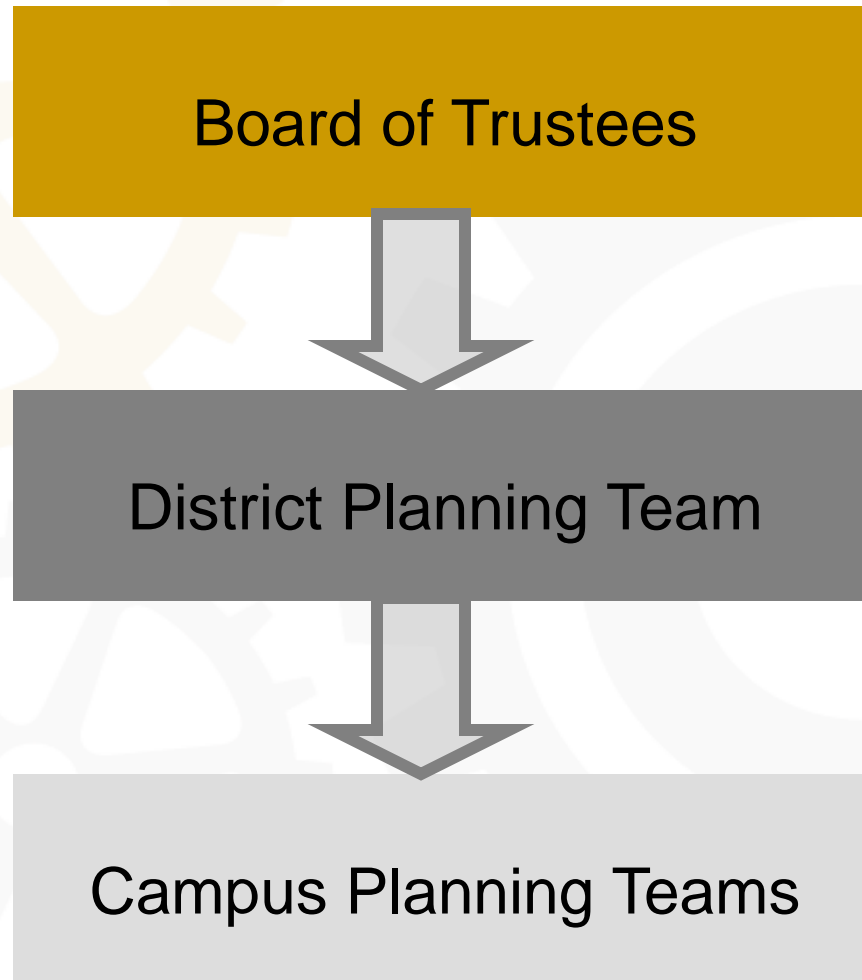 Board of Trustees
District Planning Team
Campus Planning Teams